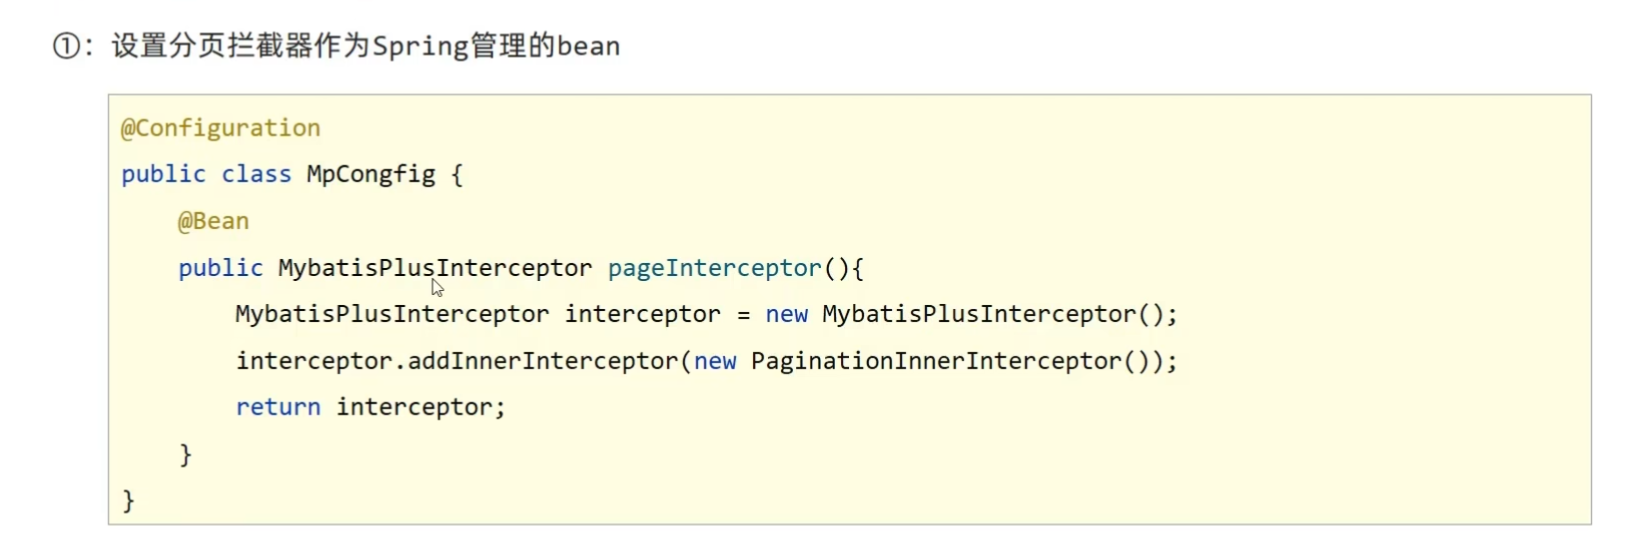 ①：设置分页拦截器作为Spring管理的bean
@Configuration
public class MpCongfig {
@Bean
public MybatisPlusInterceptor pageInterceptor(){
MybatisPlusInterceptor interceptor = new MybatisPlusInterceptor();
interceptor.addInnerInterceptor(new PaginationInnerInterceptor());
return interceptor;
}
}